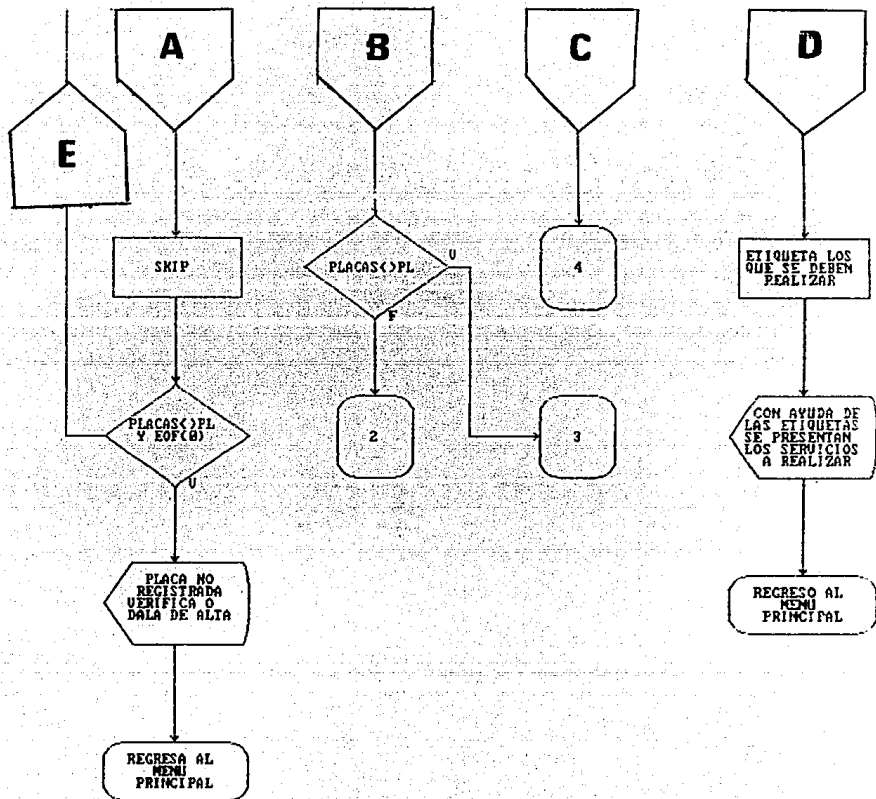 A
B
C
D
E
SKIP
PLACAS<>PL
V
F
4
ETIQUETA LOS
QUE SE DEBEN
REALIZAR
PLACAS<>PL
Y EOF(0)
V
2
3
CON AYUDA DE
LAS ETIQUETAS
SE PRESENTAN
LOS SERVICIOS
A REALIZAR
PLACA NO
REGISTRADA
VERIFICA O
DALA DE ALTA
REGRESO AL
MENU
PRINCIPAL
REGRESA AL
MENU
PRINCIPAL